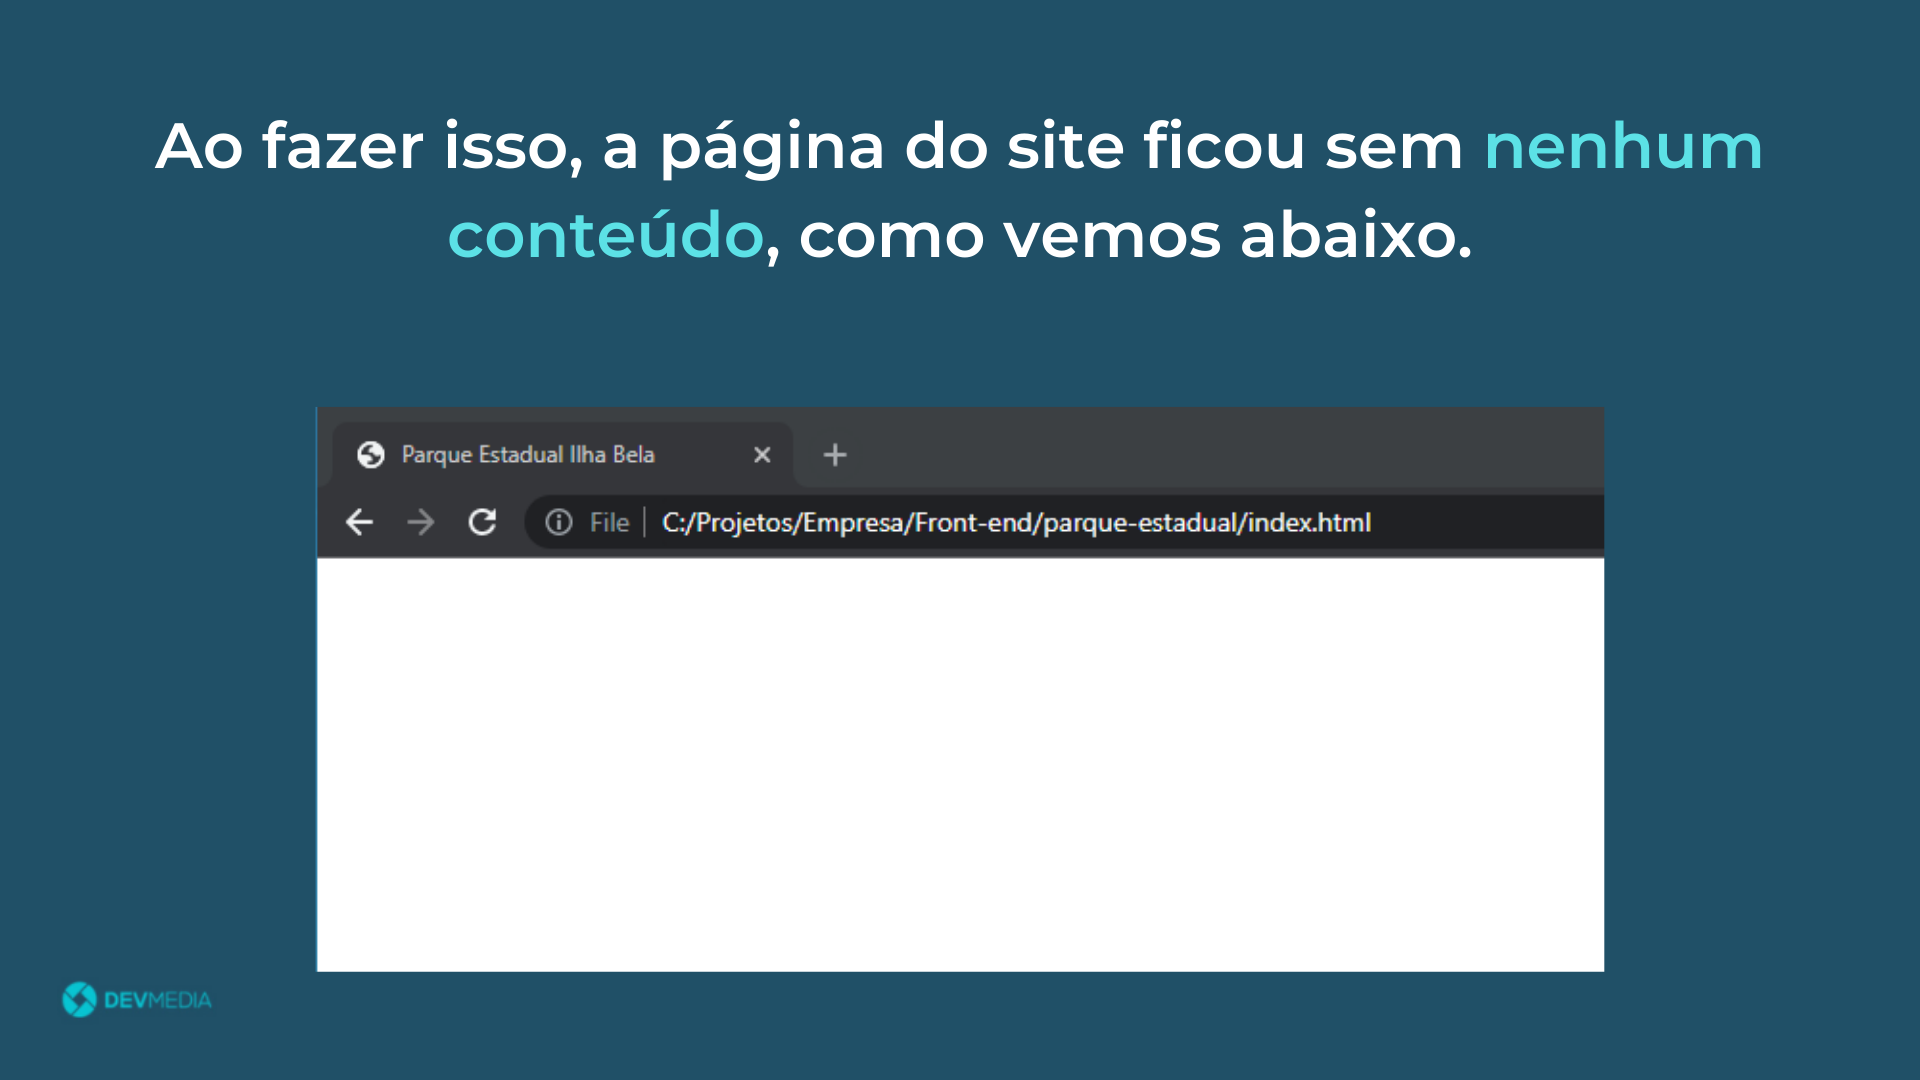 Ao fazer isso, a página do site ficou sem nenhum
conteúdo, como vemos abaixo.
Parque Estadual Ilha Bela
File
C:/Projetos/Empresa/Front-end/parque-estadual/index.html
DEVMEDIA